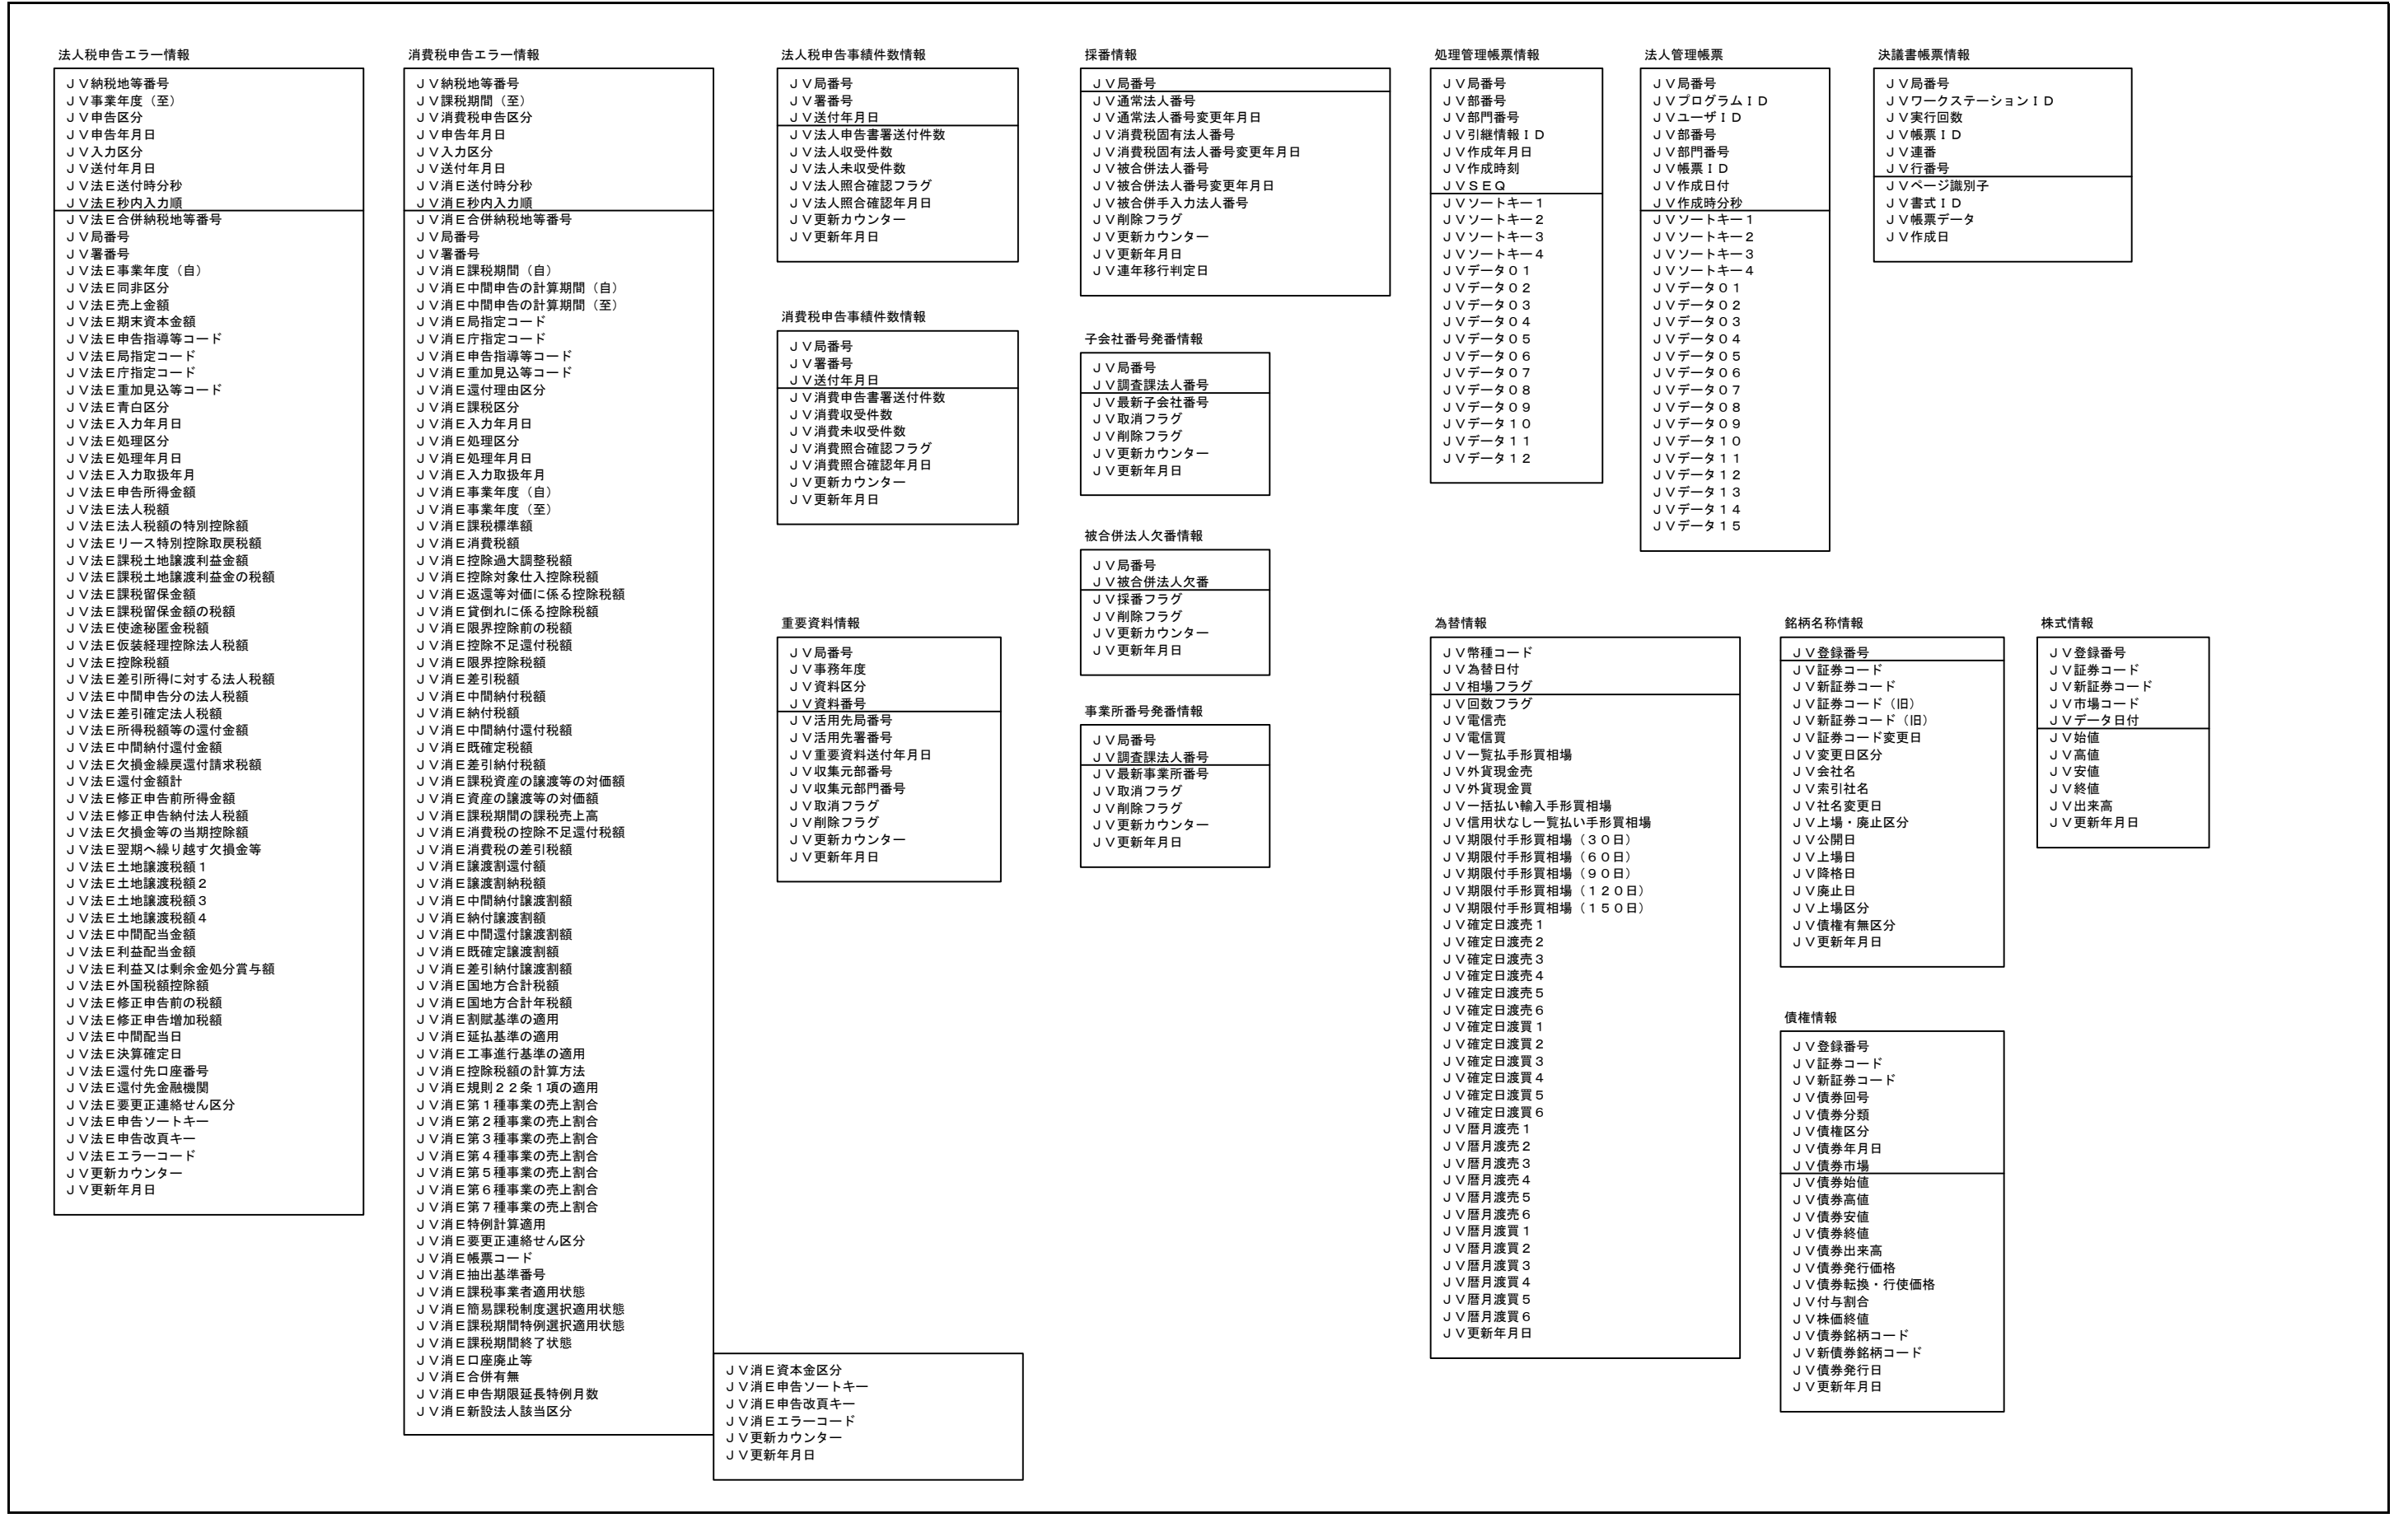 法人税申告エラー情報
ＪＶ納税地等番号
ＪＶ事業年度（至）
ＪＶ申告区分
ＪＶ申告年月日
ＪＶ入力区分
ＪＶ送付年月日
ＪＶ法Ｅ送付時分秒
ＪＶ法Ｅ秒内入力順
ＪＶ法Ｅ合併納税地等番号
ＪＶ局番号
ＪＶ署番号
ＪＶ法Ｅ事業年度（自）
ＪＶ法Ｅ同非区分
ＪＶ法Ｅ売上金額
ＪＶ法Ｅ期末資本金額
ＪＶ法Ｅ申告指導等コード
ＪＶ法Ｅ局指定コード
ＪＶ法Ｅ庁指定コード
ＪＶ法Ｅ重加見込等コード
ＪＶ法Ｅ青白区分
ＪＶ法Ｅ入力年月日
ＪＶ法Ｅ処理区分
ＪＶ法Ｅ処理年月日
ＪＶ法Ｅ入力取扱年月
ＪＶ法Ｅ申告所得金額
ＪＶ法Ｅ法人税額
ＪＶ法Ｅ法人税額の特別控除額
ＪＶ法Ｅリース特別控除取戻税額
ＪＶ法Ｅ課税土地譲渡利益金額
ＪＶ法Ｅ課税土地譲渡利益金の税額
ＪＶ法Ｅ課税留保金額
ＪＶ法Ｅ課税留保金額の税額
ＪＶ法Ｅ使途秘匿金税額
ＪＶ法Ｅ仮装経理控除法人税額
ＪＶ法Ｅ控除税額
ＪＶ法Ｅ差引所得に対する法人税額
ＪＶ法Ｅ中間申告分の法人税額
ＪＶ法Ｅ差引確定法人税額
ＪＶ法Ｅ所得税額等の還付金額
ＪＶ法Ｅ中間納付還付金額
ＪＶ法Ｅ欠損金繰戻還付請求税額
ＪＶ法Ｅ還付金額計
ＪＶ法Ｅ修正申告前所得金額
ＪＶ法Ｅ修正申告納付法人税額
ＪＶ法Ｅ欠損金等の当期控除額
ＪＶ法Ｅ翌期へ繰り越す欠損金等
ＪＶ法Ｅ土地譲渡税額１
ＪＶ法Ｅ土地譲渡税額２
ＪＶ法Ｅ土地譲渡税額３
ＪＶ法Ｅ土地譲渡税額４
ＪＶ法Ｅ中間配当金額
ＪＶ法Ｅ利益配当金額
ＪＶ法Ｅ利益又は剰余金処分賞与額
ＪＶ法Ｅ外国税額控除額
ＪＶ法Ｅ修正申告前の税額
ＪＶ法Ｅ修正申告増加税額
ＪＶ法Ｅ中間配当日
ＪＶ法Ｅ決算確定日
ＪＶ法Ｅ還付先口座番号
ＪＶ法Ｅ還付先金融機関
ＪＶ法Ｅ要更正連絡せん区分
ＪＶ法Ｅ申告ソートキー
ＪＶ法Ｅ申告改頁キー
ＪＶ法Ｅエラーコード
ＪＶ更新カウンター
ＪＶ更新年月日
消費税申告エラー情報
ＪＶ納税地等番号
ＪＶ課税期間（至）
ＪＶ消費税申告区分
ＪＶ申告年月日
ＪＶ入力区分
ＪＶ送付年月日
ＪＶ消Ｅ送付時分秒
ＪＶ消Ｅ秒内入力順
ＪＶ消Ｅ合併納税地等番号
ＪＶ局番号
ＪＶ署番号
ＪＶ消Ｅ課税期間（自）
ＪＶ消Ｅ中間申告の計算期間（自）
ＪＶ消Ｅ中間申告の計算期間（至）
ＪＶ消Ｅ局指定コード
ＪＶ消Ｅ庁指定コード
ＪＶ消Ｅ申告指導等コード
ＪＶ消Ｅ重加見込等コード
ＪＶ消Ｅ還付理由区分
ＪＶ消Ｅ課税区分
ＪＶ消Ｅ入力年月日
ＪＶ消Ｅ処理区分
ＪＶ消Ｅ処理年月日
ＪＶ消Ｅ入力取扱年月
ＪＶ消Ｅ事業年度（自）
ＪＶ消Ｅ事業年度（至）
ＪＶ消Ｅ課税標準額
ＪＶ消Ｅ消費税額
ＪＶ消Ｅ控除過大調整税額
ＪＶ消Ｅ控除対象仕入控除税額
ＪＶ消Ｅ返還等対価に係る控除税額
ＪＶ消Ｅ貸倒れに係る控除税額
ＪＶ消Ｅ限界控除前の税額
ＪＶ消Ｅ控除不足還付税額
ＪＶ消Ｅ限界控除税額
ＪＶ消Ｅ差引税額
ＪＶ消Ｅ中間納付税額
ＪＶ消Ｅ納付税額
ＪＶ消Ｅ中間納付還付税額
ＪＶ消Ｅ既確定税額
ＪＶ消Ｅ差引納付税額
ＪＶ消Ｅ課税資産の譲渡等の対価額
ＪＶ消Ｅ資産の譲渡等の対価額
ＪＶ消Ｅ課税期間の課税売上高
ＪＶ消Ｅ消費税の控除不足還付税額
ＪＶ消Ｅ消費税の差引税額
ＪＶ消Ｅ譲渡割還付額
ＪＶ消Ｅ譲渡割納税額
ＪＶ消Ｅ中間納付譲渡割額
ＪＶ消Ｅ納付譲渡割額
ＪＶ消Ｅ中間還付譲渡割額
ＪＶ消Ｅ既確定譲渡割額
ＪＶ消Ｅ差引納付譲渡割額
ＪＶ消Ｅ国地方合計税額
ＪＶ消Ｅ国地方合計年税額
ＪＶ消Ｅ割賦基準の適用
ＪＶ消Ｅ延払基準の適用
ＪＶ消Ｅ工事進行基準の適用
ＪＶ消Ｅ控除税額の計算方法
ＪＶ消Ｅ規則２２条１項の適用
ＪＶ消Ｅ第１種事業の売上割合
ＪＶ消Ｅ第２種事業の売上割合
ＪＶ消Ｅ第３種事業の売上割合
ＪＶ消Ｅ第４種事業の売上割合
ＪＶ消Ｅ第５種事業の売上割合
ＪＶ消Ｅ第６種事業の売上割合
ＪＶ消Ｅ第７種事業の売上割合
ＪＶ消Ｅ特例計算適用
ＪＶ消Ｅ要更正連絡せん区分
ＪＶ消Ｅ帳票コード
ＪＶ消Ｅ抽出基準番号
ＪＶ消Ｅ課税事業者適用状態
ＪＶ消Ｅ簡易課税制度選択適用状態
ＪＶ消Ｅ課税期間特例選択適用状態
ＪＶ消Ｅ課税期間終了状態
ＪＶ消Ｅ口座廃止等
ＪＶ消Ｅ合併有無
ＪＶ消Ｅ申告期限延長特例月数
ＪＶ消Ｅ新設法人該当区分
ＪＶ消Ｅ資本金区分
ＪＶ消Ｅ申告ソートキー
ＪＶ消Ｅ申告改頁キー
ＪＶ消Ｅエラーコード
ＪＶ更新カウンター
ＪＶ更新年月日
法人税申告事績件数情報
ＪＶ局番号
ＪＶ署番号
ＪＶ送付年月日
ＪＶ法人申告書署送付件数
ＪＶ法人収受件数
ＪＶ法人未収受件数
ＪＶ法人照合確認フラグ
ＪＶ法人照合確認年月日
ＪＶ更新カウンター
ＪＶ更新年月日
消費税申告事績件数情報
ＪＶ局番号
ＪＶ署番号
ＪＶ送付年月日
ＪＶ消費申告書署送付件数
ＪＶ消費収受件数
ＪＶ消費未収受件数
ＪＶ消費照合確認フラグ
ＪＶ消費照合確認年月日
ＪＶ更新カウンター
ＪＶ更新年月日
重要資料情報
ＪＶ局番号
ＪＶ事務年度
ＪＶ資料区分
ＪＶ資料番号
ＪＶ活用先局番号
ＪＶ活用先署番号
ＪＶ重要資料送付年月日
ＪＶ収集元部番号
ＪＶ収集元部門番号
ＪＶ取消フラグ
ＪＶ削除フラグ
ＪＶ更新カウンター
ＪＶ更新年月日
採番情報
ＪＶ局番号
ＪＶ通常法人番号
ＪＶ通常法人番号変更年月日
ＪＶ消費税固有法人番号
ＪＶ消費税固有法人番号変更年月日
ＪＶ被合併法人番号
ＪＶ被合併法人番号変更年月日
ＪＶ被合併手入力法人番号
ＪＶ削除フラグ
ＪＶ更新カウンター
ＪＶ更新年月日
ＪＶ連年移行判定日
子会社番号発番情報
ＪＶ局番号
ＪＶ調査課法人番号
ＪＶ最新子会社番号
ＪＶ取消フラグ
ＪＶ削除フラグ
ＪＶ更新カウンター
ＪＶ更新年月日
被合併法人欠番情報
ＪＶ局番号
ＪＶ被合併法人欠番
ＪＶ採番フラグ
ＪＶ削除フラグ
ＪＶ更新カウンター
ＪＶ更新年月日
事業所番号発番情報
ＪＶ局番号
ＪＶ調査課法人番号
ＪＶ最新事業所番号
ＪＶ取消フラグ
ＪＶ削除フラグ
ＪＶ更新カウンター
ＪＶ更新年月日
処理管理帳票情報
ＪＶ局番号
ＪＶ部番号
ＪＶ部門番号
ＪＶ引継情報ＩＤ
ＪＶ作成年月日
ＪＶ作成時刻
ＪＶＳＥＱ
ＪＶソートキー１
ＪＶソートキー２
ＪＶソートキー３
ＪＶソートキー４
ＪＶデータ０１
ＪＶデータ０２
ＪＶデータ０３
ＪＶデータ０４
ＪＶデータ０５
ＪＶデータ０６
ＪＶデータ０７
ＪＶデータ０８
ＪＶデータ０９
ＪＶデータ１０
ＪＶデータ１１
ＪＶデータ１２
法人管理帳票
ＪＶ局番号
ＪＶプログラムＩＤ
ＪＶユーザＩＤ
ＪＶ部番号
ＪＶ部門番号
ＪＶ帳票ＩＤ
ＪＶ作成日付
ＪＶ作成時分秒
ＪＶソートキー１
ＪＶソートキー２
ＪＶソートキー３
ＪＶソートキー４
ＪＶデータ０１
ＪＶデータ０２
ＪＶデータ０３
ＪＶデータ０４
ＪＶデータ０５
ＪＶデータ０６
ＪＶデータ０７
ＪＶデータ０８
ＪＶデータ０９
ＪＶデータ１０
ＪＶデータ１１
ＪＶデータ１２
ＪＶデータ１３
ＪＶデータ１４
ＪＶデータ１５
決議書帳票情報
ＪＶ局番号
ＪＶワークステーションＩＤ
ＪＶ実行回数
ＪＶ帳票ＩＤ
ＪＶ連番
ＪＶ行番号
ＪＶページ識別子
ＪＶ書式ＩＤ
ＪＶ帳票データ
ＪＶ作成日
為替情報
ＪＶ幣種コード
ＪＶ為替日付
ＪＶ相場フラグ
ＪＶ回数フラグ
ＪＶ電信売
ＪＶ電信買
ＪＶ一覧払手形買相場
ＪＶ外貨現金売
ＪＶ外貨現金買
ＪＶ一括払い輸入手形買相場
ＪＶ信用状なし一覧払い手形買相場
ＪＶ期限付手形買相場（３０日）
ＪＶ期限付手形買相場（６０日）
ＪＶ期限付手形買相場（９０日）
ＪＶ期限付手形買相場（１２０日）
ＪＶ期限付手形買相場（１５０日）
ＪＶ確定日渡売１
ＪＶ確定日渡売２
ＪＶ確定日渡売３
ＪＶ確定日渡売４
ＪＶ確定日渡売５
ＪＶ確定日渡売６
ＪＶ確定日渡買１
ＪＶ確定日渡買２
ＪＶ確定日渡買３
ＪＶ確定日渡買４
ＪＶ確定日渡買５
ＪＶ確定日渡買６
ＪＶ暦月渡売１
ＪＶ暦月渡売２
ＪＶ暦月渡売３
ＪＶ暦月渡売４
ＪＶ暦月渡売５
ＪＶ暦月渡売６
ＪＶ暦月渡買１
ＪＶ暦月渡買２
ＪＶ暦月渡買３
ＪＶ暦月渡買４
ＪＶ暦月渡買５
ＪＶ暦月渡買６
ＪＶ更新年月日
銘柄名称情報
ＪＶ登録番号
ＪＶ証券コード
ＪＶ新証券コード
ＪＶ証券コード（旧）
ＪＶ新証券コード（旧）
ＪＶ証券コード変更日
ＪＶ変更日区分
ＪＶ会社名
ＪＶ索引社名
ＪＶ社名変更日
ＪＶ上場・廃止区分
ＪＶ公開日
ＪＶ上場日
ＪＶ降格日
ＪＶ廃止日
ＪＶ上場区分
ＪＶ債権有無区分
ＪＶ更新年月日
債権情報
ＪＶ登録番号
ＪＶ証券コード
ＪＶ新証券コード
ＪＶ債券回号
ＪＶ債券分類
ＪＶ債権区分
ＪＶ債券年月日
ＪＶ債券市場
ＪＶ債券始値
ＪＶ債券高値
ＪＶ債券安値
ＪＶ債券終値
ＪＶ債券出来高
ＪＶ債券発行価格
ＪＶ債券転換・行使価格
ＪＶ付与割合
ＪＶ株価終値
ＪＶ債券銘柄コード
ＪＶ新債券銘柄コード
ＪＶ債券発行日
ＪＶ更新年月日
株式情報
ＪＶ登録番号
ＪＶ証券コード
ＪＶ新証券コード
ＪＶ市場コード
ＪＶデータ日付
ＪＶ始値
ＪＶ高値
ＪＶ安値
ＪＶ終値
ＪＶ出来高
ＪＶ更新年月日